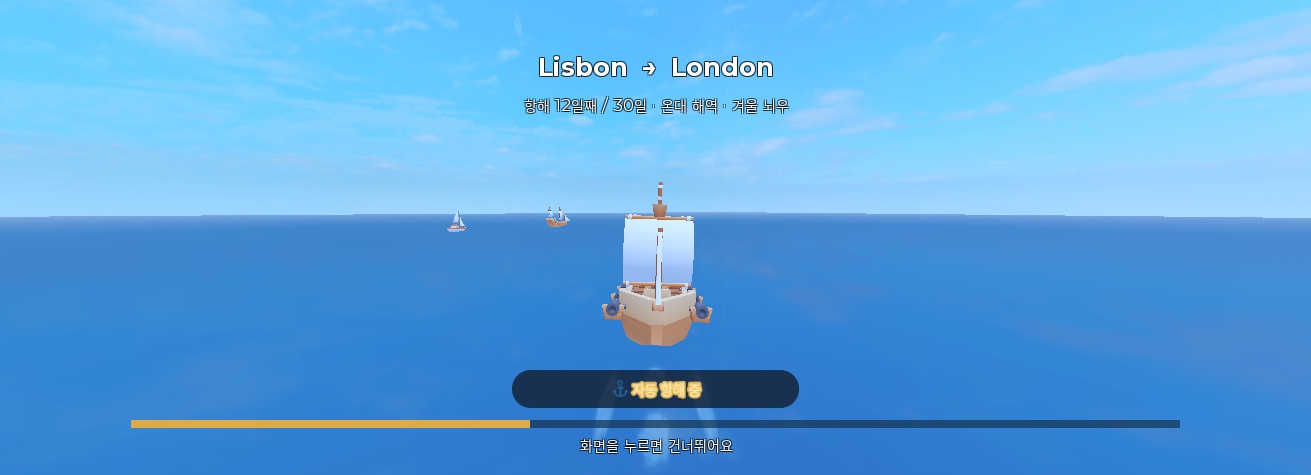 Lisbon → London
항해 12일째 / 30일 · 온대 해역 · 겨울 뇌우
⚓ 자동 항해 중
화면을 누르면 건너뛰어요